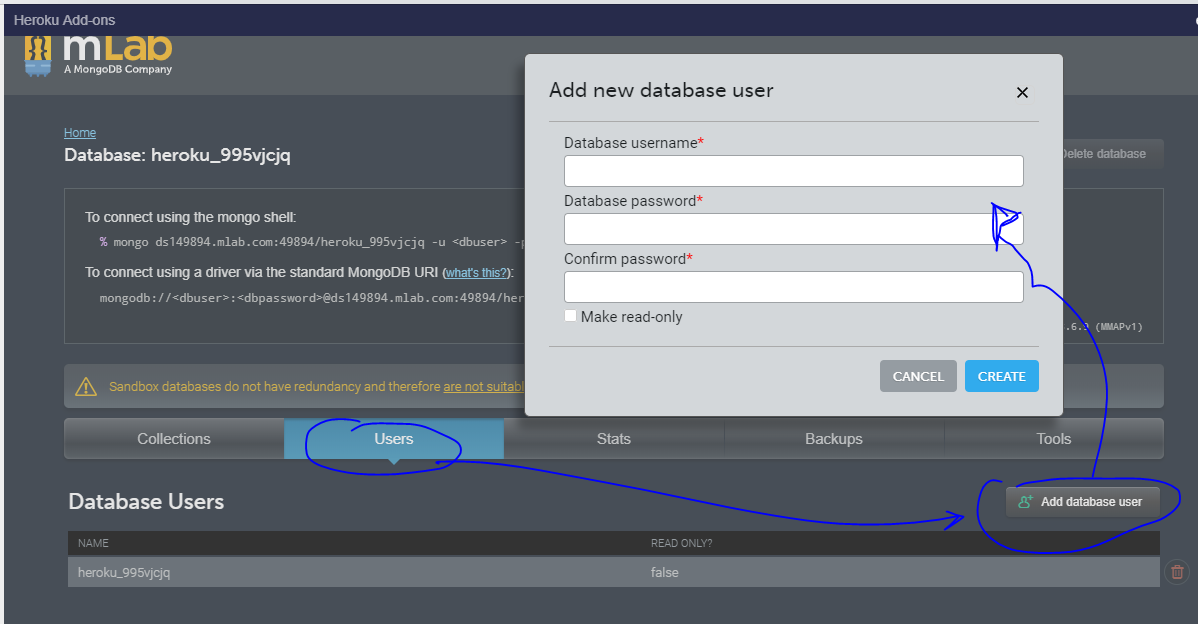 Heroku Add-ons
mLab
A MongoDB Company
Home
Database: heroku_995vjcjq
Delete database
To connect using the mongo shell:
% mongo ds149894.mlab.com:49894/heroku_995vjcjq -u <dbuser> -p
To connect using a driver via the standard MongoDB URI (what's this?):
mongodb://<dbuser>:<dbpassword>@ds149894.mlab.com:49894/her
(MMAPv1)
Sandbox databases do not have redundancy and therefore are not suitabl
Add new database user
×
Database username*
Database password*
Confirm password*
Make read-only
CANCEL
CREATE
Collections
Users
Stats
Backups
Tools
Database Users
Add database user
NAME
READ ONLY?
heroku_995vjcjq
false